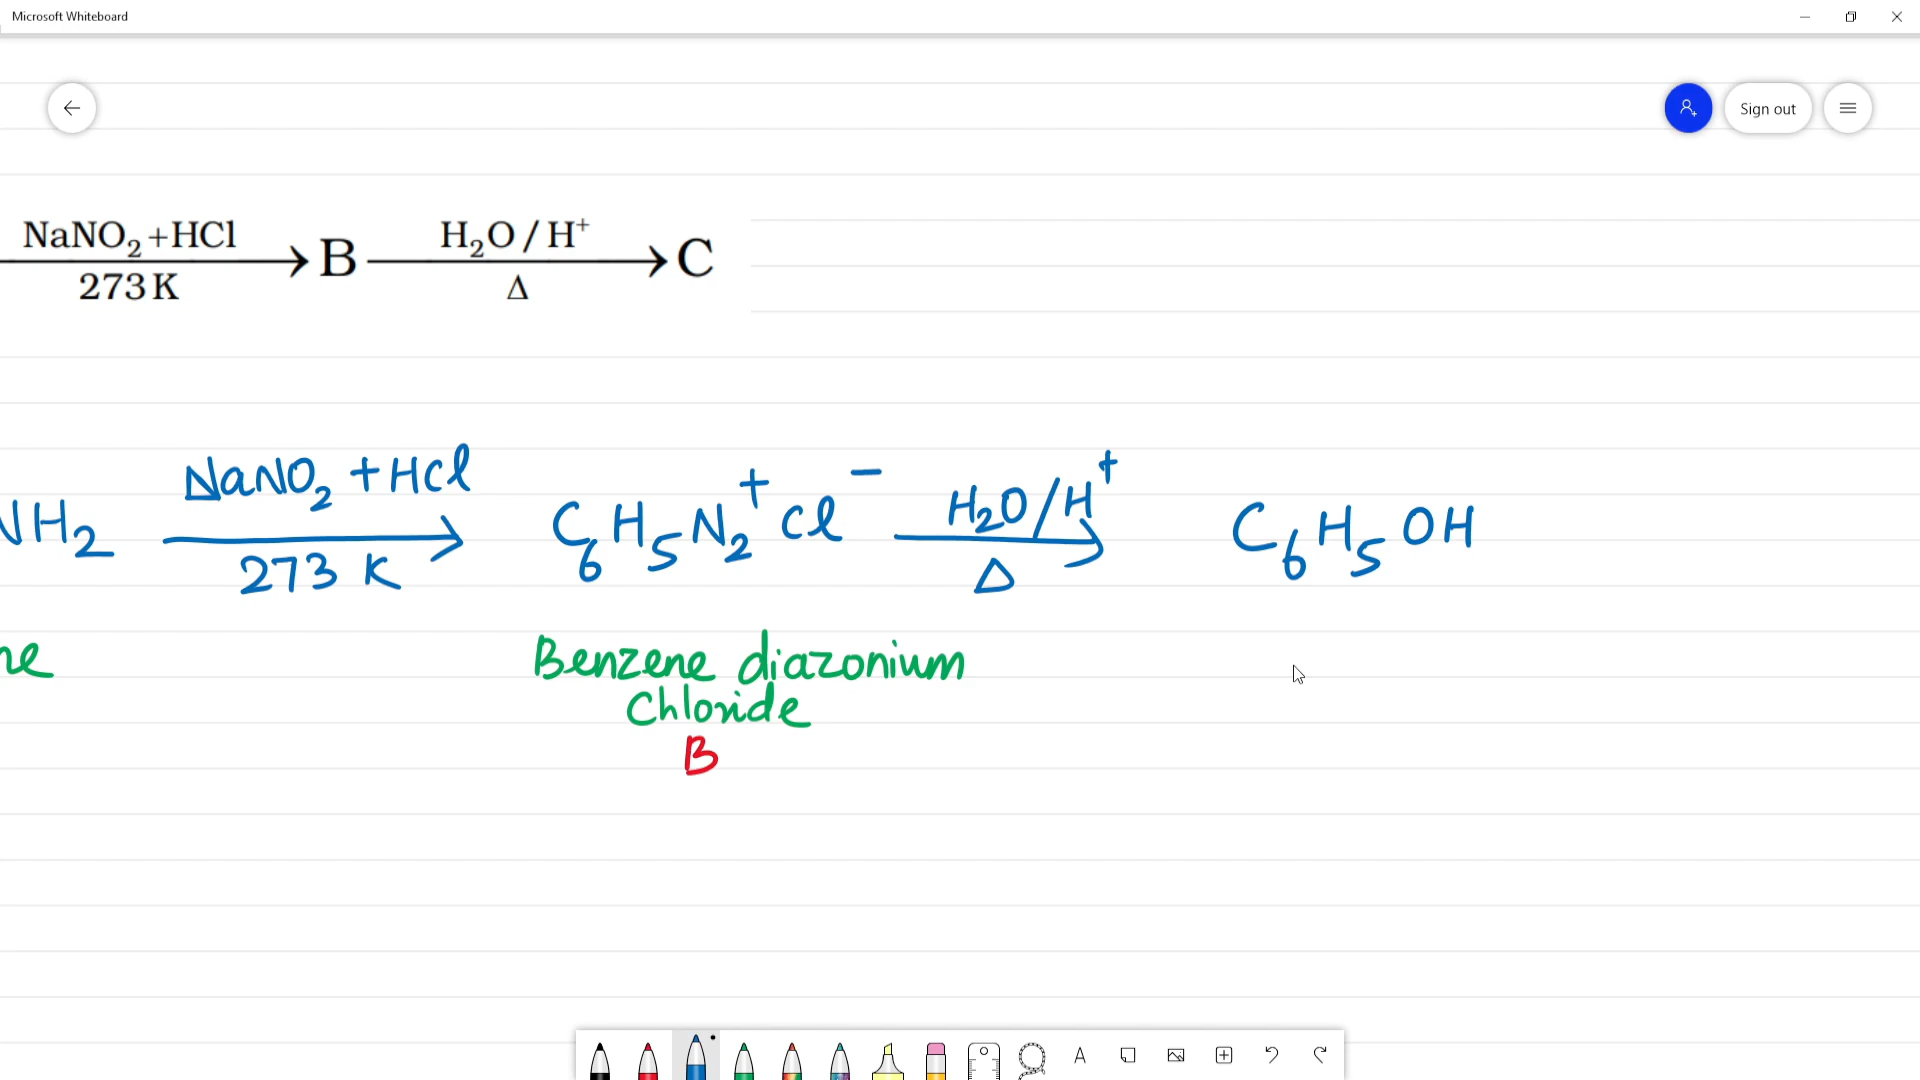 Microsoft Whiteboard
Sign out
NaNO₂+HCl H₂O/H⁺
B C
273 K Δ
NaNO₂ + HCl H₂O/H⁺
NH₂ C₆H₅N₂⁺Cl⁻ C₆H₅OH
273 K Δ
ne Benzene diazonium
Chloride
B
A